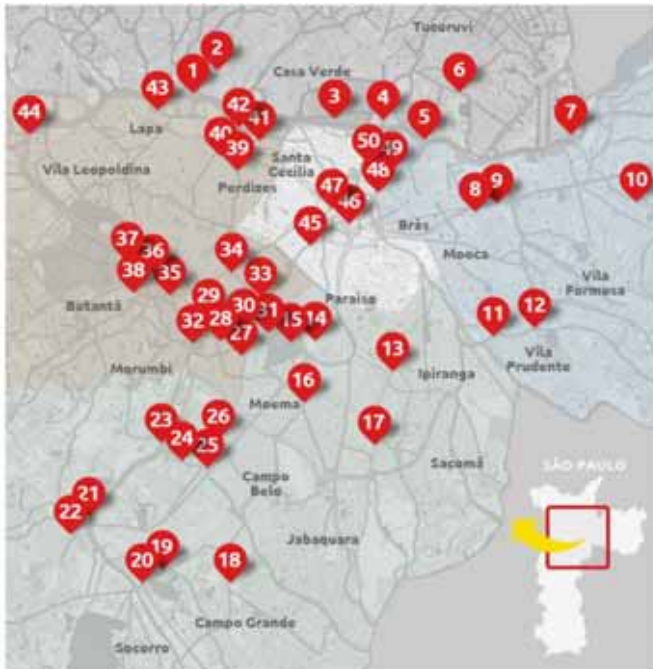 Tucuruvi
2
1
6
Casa Verde
43
3
4
44
42
5
7
41
Lapa
40
50
39
49
Santa
Cecília
Vila Leopoldina
48
Perdizes
47
8
9
10
46
45
Brás
37
Mooca
36
34
38
35
33
Vila
Formosa
29
Paraíso
Butantã
30
31
12
32
28
15
14
11
27
13
Vila
Prudente
Morumbi
Ipiranga
16
Moema
23
26
17
24
25
Sacomã
SÃO PAULO
Campo
Belo
21
22
Jabaquara
19
20
18
Campo Grande
Socorro